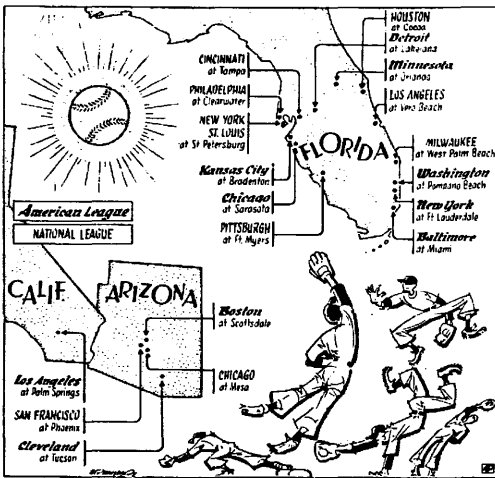 HOUSTON
at Cocoa
Detroit
at Lakeland
Minnesota
at Orlando
LOS ANGELES
at Vero Beach
CINCINNATI
at Tampa
PHILADELPHIA
at Clearwater
NEW YORK
ST. LOUIS
at St Petersburg
FLORIDA
MILWAUKEE
at West Palm Beach
Kansas City
at Bradenton
Washington
at Pompano Beach
Chicago
at Sarasota
New York
at Ft Lauderdale
PITTSBURGH
at Ft. Myers
Baltimore
at Miami
American League
NATIONAL LEAGUE
CALIF.
ARIZONA
Boston
at Scottsdale
Los Angeles
at Palm Springs
CHICAGO
at Mesa
SAN FRANCISCO
at Phoenix
Cleveland
at Tucson